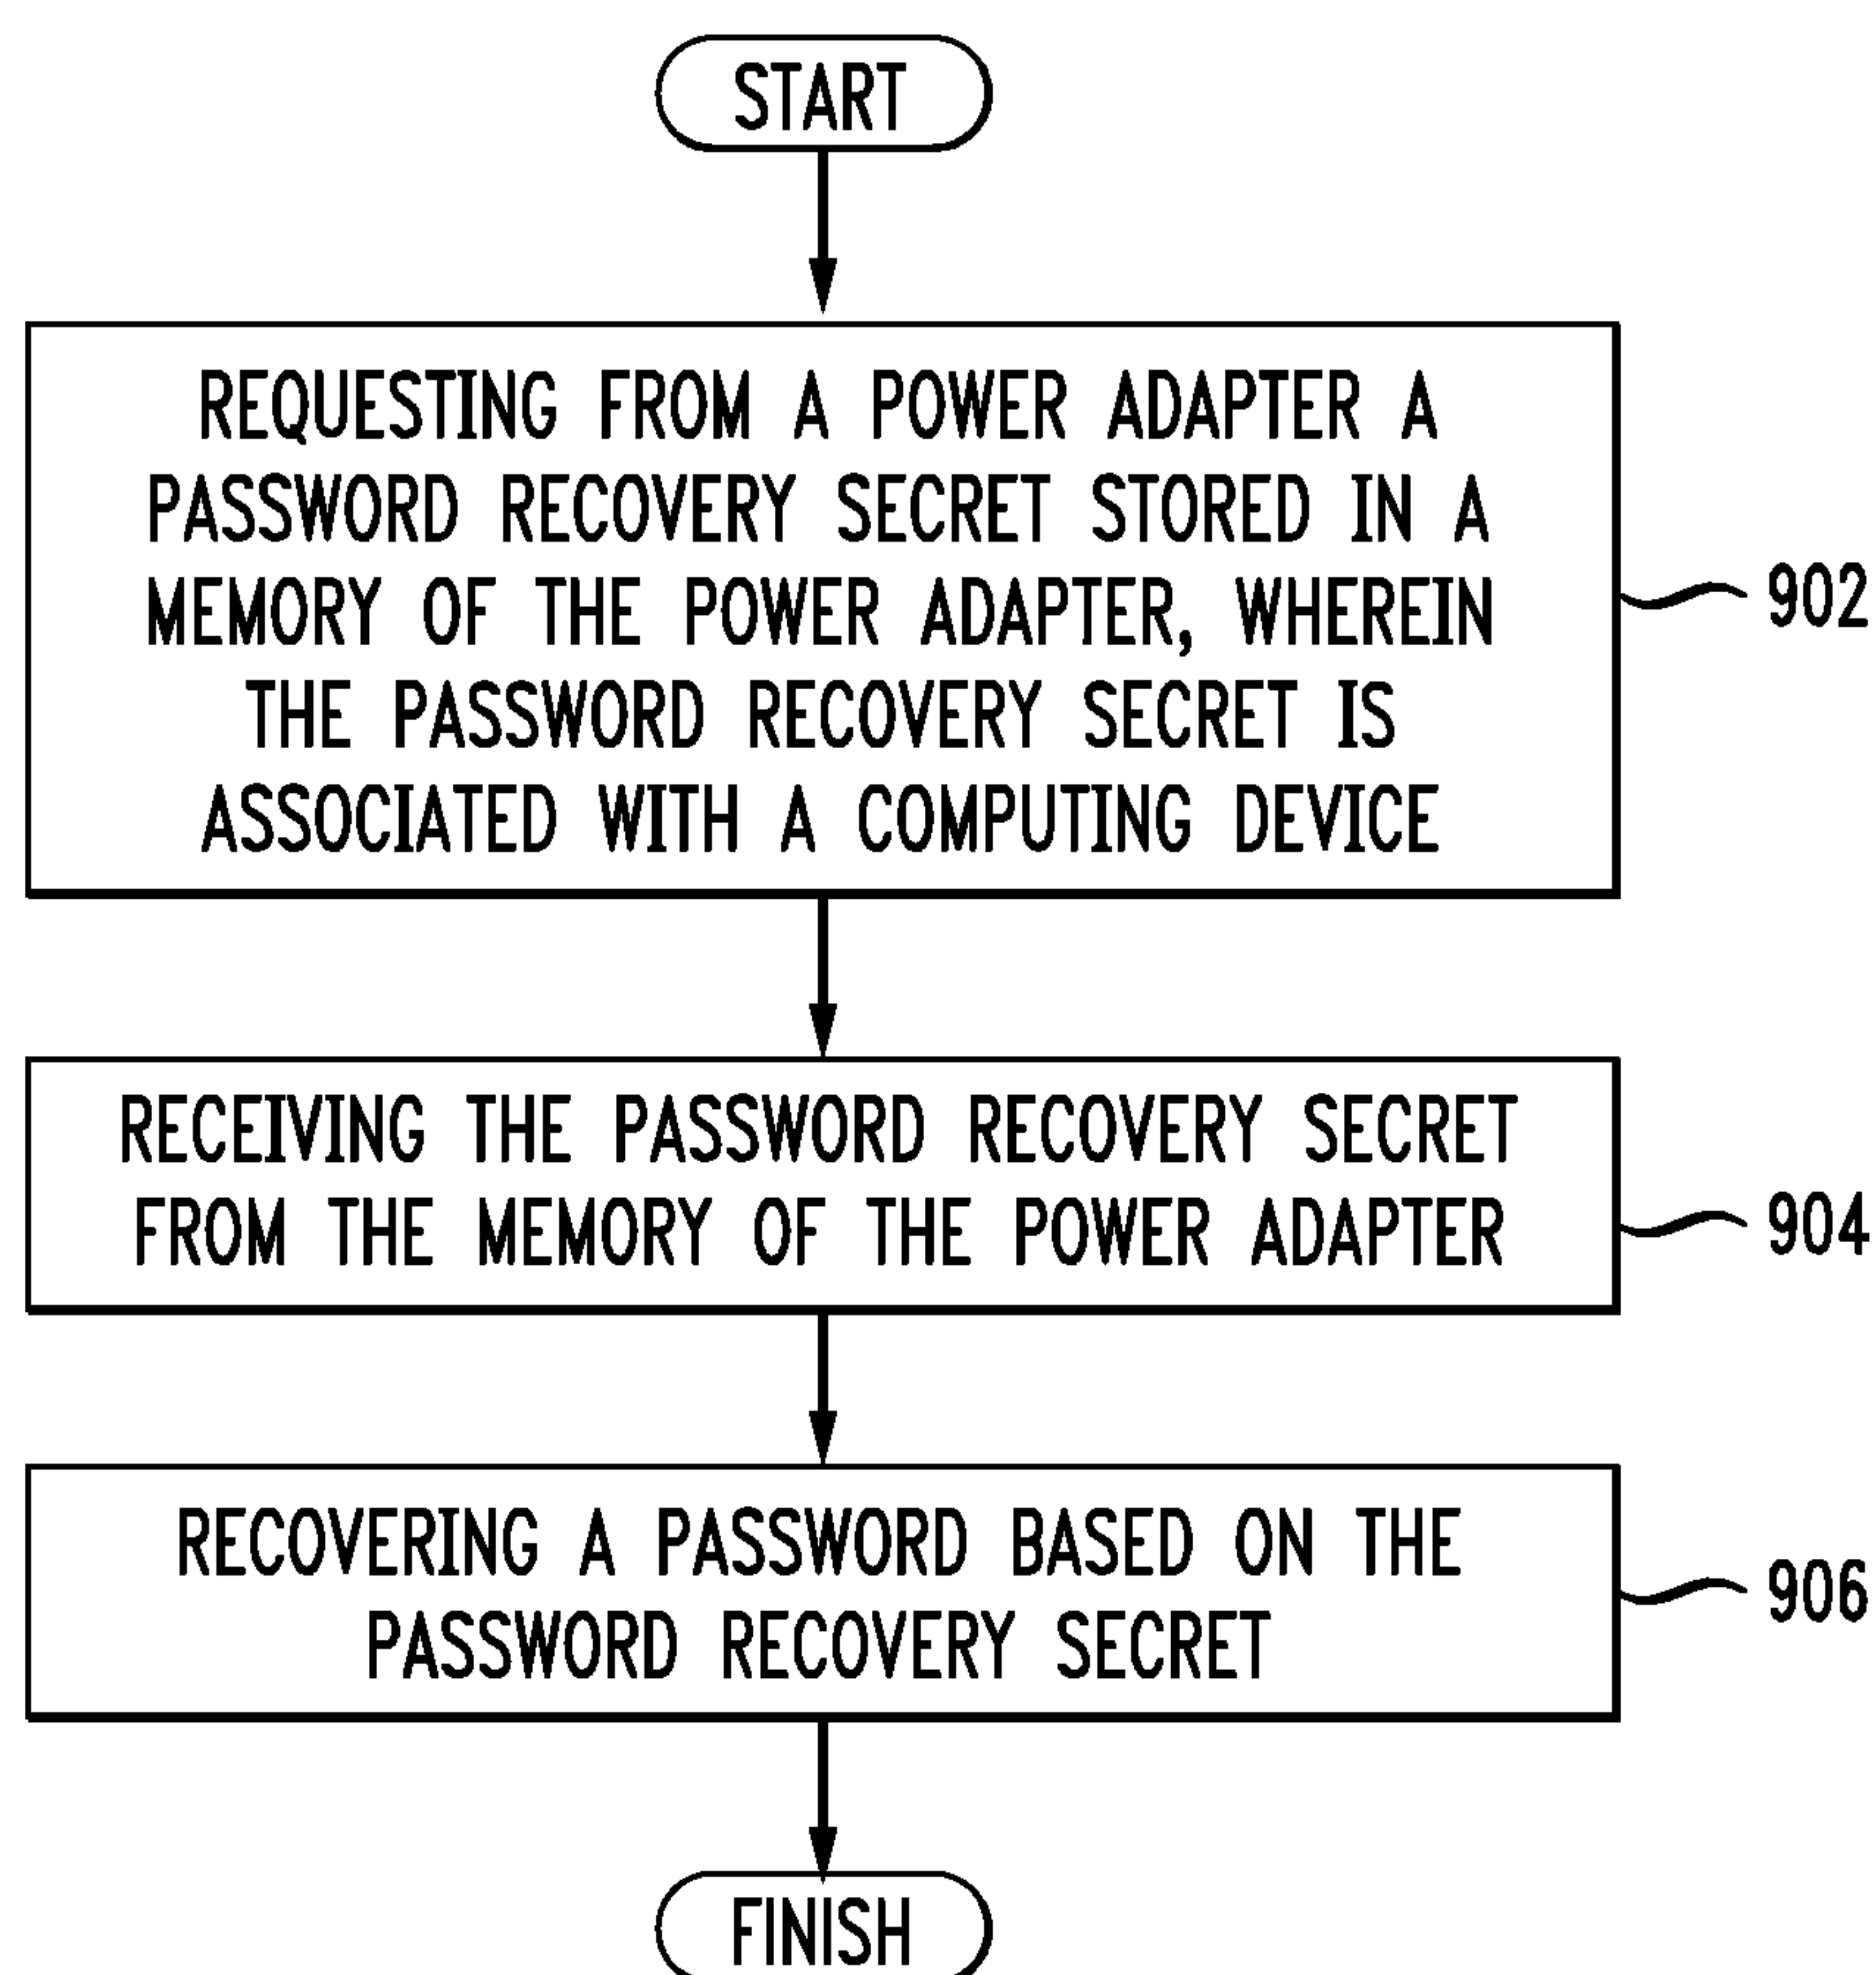 START
REQUESTING FROM A POWER ADAPTER A
PASSWORD RECOVERY SECRET STORED IN A
MEMORY OF THE POWER ADAPTER, WHEREIN
THE PASSWORD RECOVERY SECRET IS
ASSOCIATED WITH A COMPUTING DEVICE
902
RECEIVING THE PASSWORD RECOVERY SECRET
FROM THE MEMORY OF THE POWER ADAPTER
904
RECOVERING A PASSWORD BASED ON THE
PASSWORD RECOVERY SECRET
906
FINISH